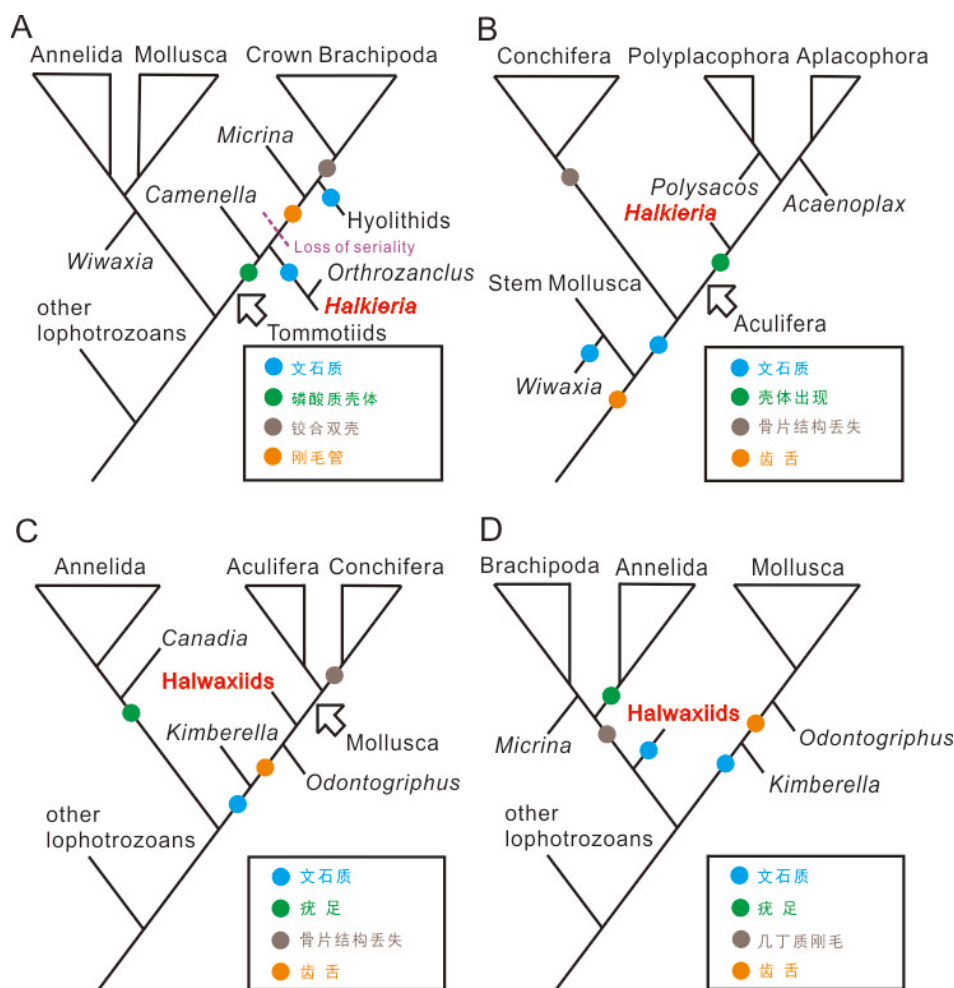 A
Annelida
Mollusca
Crown Brachipoda
Micrina
Camenella
Hyolithids
Loss of seriality
Wiwaxia
Orthrozanclus
Halkieria
other
lophotrozoans
Tommotiids
文石质
磷酸质壳体
铰合双壳
刚毛管
B
Conchifera
Polyplacophora
Aplacophora
Polysacos
Halkieria
Acaenoplax
Stem Mollusca
Aculifera
Wiwaxia
文石质
壳体出现
骨片结构丢失
齿舌
C
Annelida
Aculifera
Conchifera
Canadia
Halwaxiids
Kimberella
Mollusca
Odontogriphus
other
lophotrozoans
文石质
疣足
骨片结构丢失
齿舌
D
Brachipoda
Annelida
Mollusca
Halwaxiids
Micrina
Odontogriphus
Kimberella
other
lophotrozoans
文石质
疣足
几丁质刚毛
齿舌